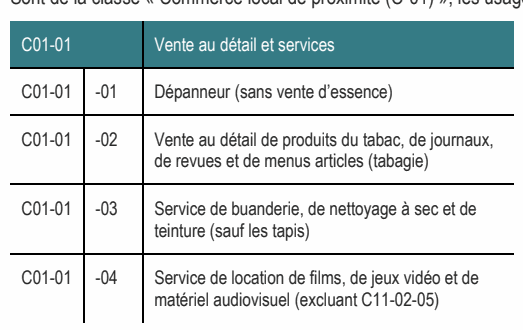 Sont de la classe « Commerce local de proximité (C-01) », les usag
C01-01 Vente au détail et services
C01-01 -01 Dépanneur (sans vente d'essence)
C01-01 -02 Vente au détail de produits du tabac, de journaux,
de revues et de menus articles (tabagie)
C01-01 -03 Service de buanderie, de nettoyage à sec et de
teinture (sauf les tapis)
C01-01 -04 Service de location de films, de jeux vidéo et de
matériel audiovisuel (excluant C11-02-05)